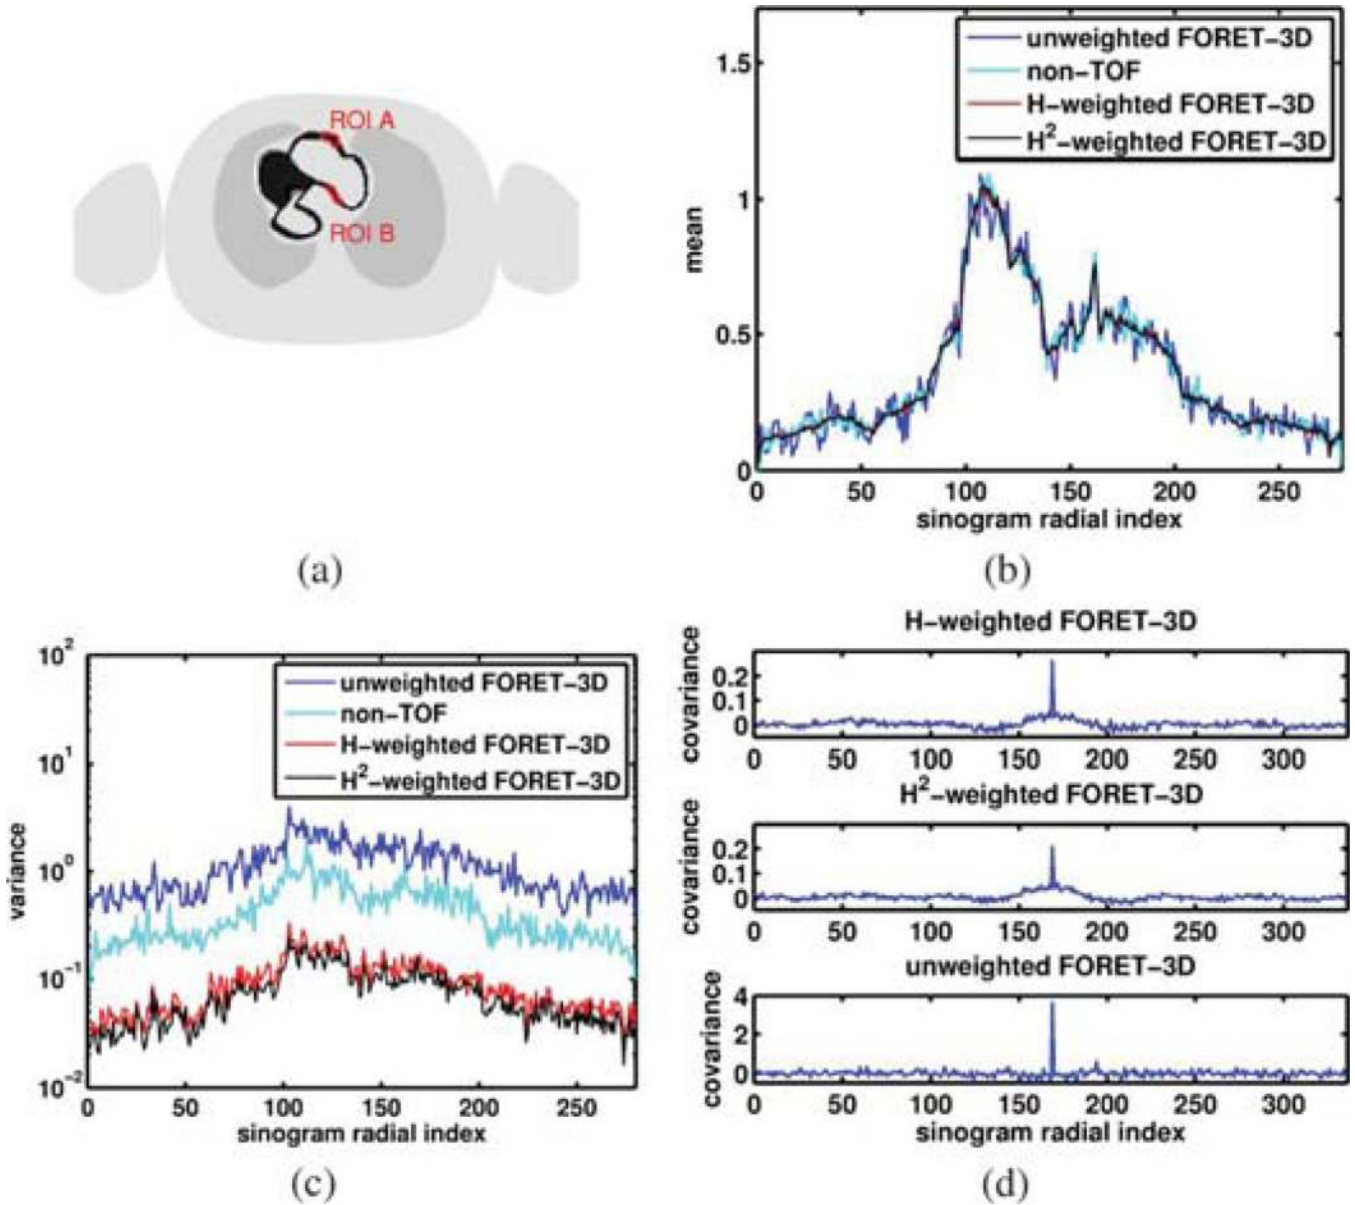 ROI A
ROI B
(a)
unweighted FORET-3D
non-TOF
H-weighted FORET-3D
H²-weighted FORET-3D
1.5
1
0.5
0
mean
0 50 100 150 200 250
sinogram radial index
(b)
unweighted FORET-3D
non-TOF
H-weighted FORET-3D
H²-weighted FORET-3D
10²
10¹
10⁰
10⁻¹
10⁻²
variance
0 50 100 150 200 250
sinogram radial index
(c)
H-weighted FORET-3D
covariance
0.2
0.1
0
0 50 100 150 200 250 300
H²-weighted FORET-3D
covariance
0.2
0.1
0
0 50 100 150 200 250 300
unweighted FORET-3D
covariance
4
2
0
0 50 100 150 200 250 300
sinogram radial index
(d)